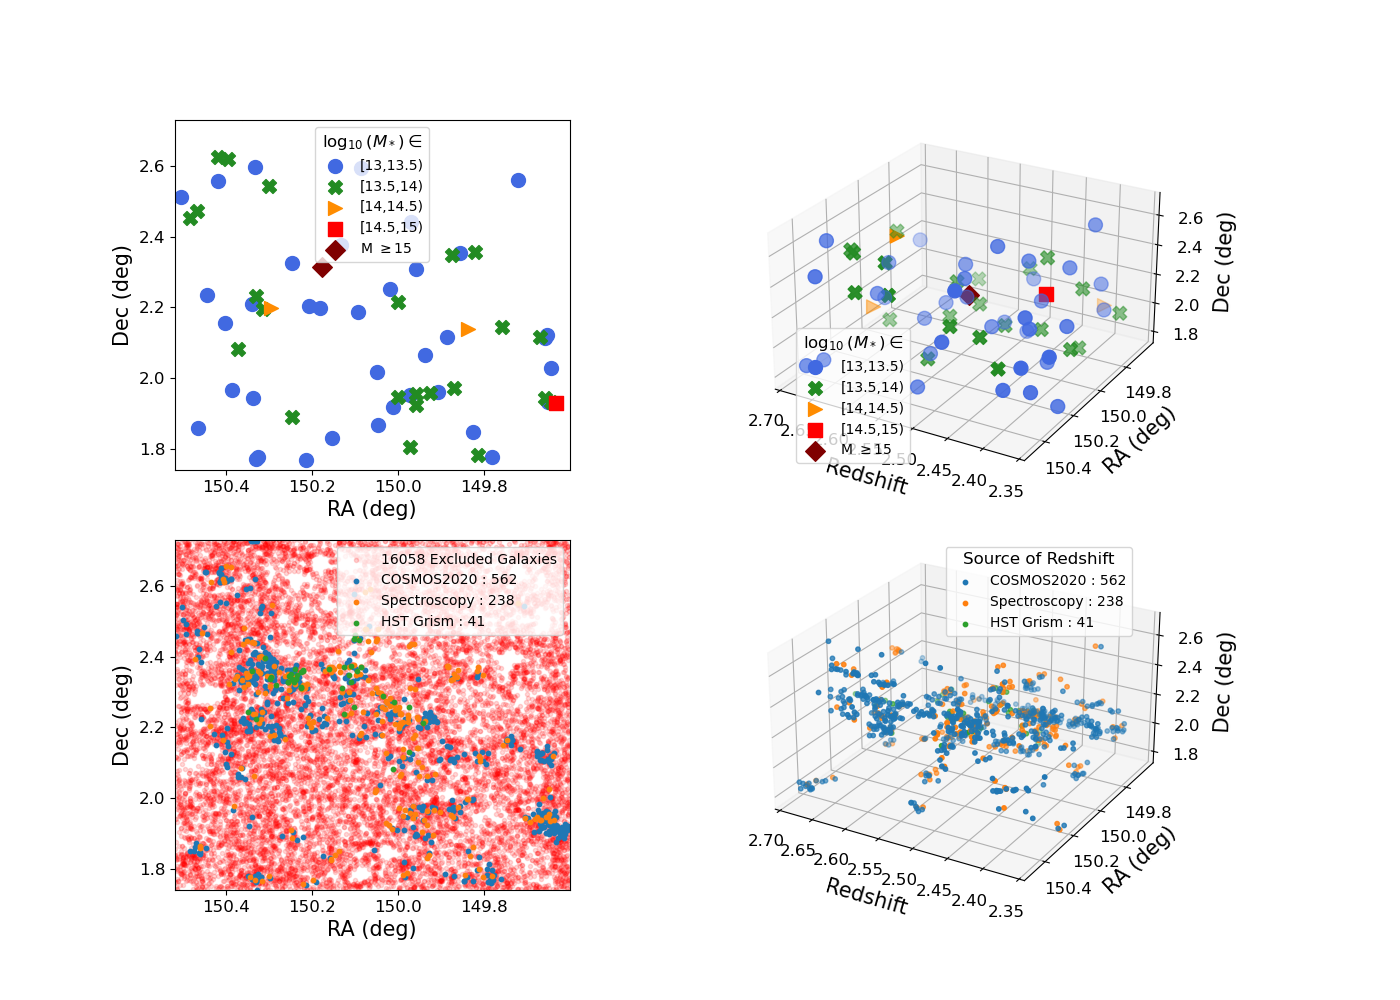 log₁₀ (M*) ∈
[13,13.5)
[13.5,14)
[14,14.5)
[14.5,15)
M ≥15
2.6
2.4
2.2
2.0
1.8
Dec (deg)
150.4 150.2 150.0 149.8
RA (deg)
log₁₀ (M*) ∈
[13,13.5)
[13.5,14)
[14,14.5)
[14.5,15)
M ≥15
2.6
2.4
2.2
2.0
1.8
Dec (deg)
149.8
150.0
150.2
150.4
RA (deg)
2.70
2.60
2.50
2.45
2.40
2.35
Redshift
16058 Excluded Galaxies
COSMOS2020 : 562
Spectroscopy : 238
HST Grism : 41
2.6
2.4
2.2
2.0
1.8
Dec (deg)
150.4 150.2 150.0 149.8
RA (deg)
Source of Redshift
COSMOS2020 : 562
Spectroscopy : 238
HST Grism : 41
2.6
2.4
2.2
2.0
1.8
Dec (deg)
149.8
150.0
150.2
150.4
RA (deg)
2.70
2.65
2.60
2.55
2.50
2.45
2.40
2.35
Redshift